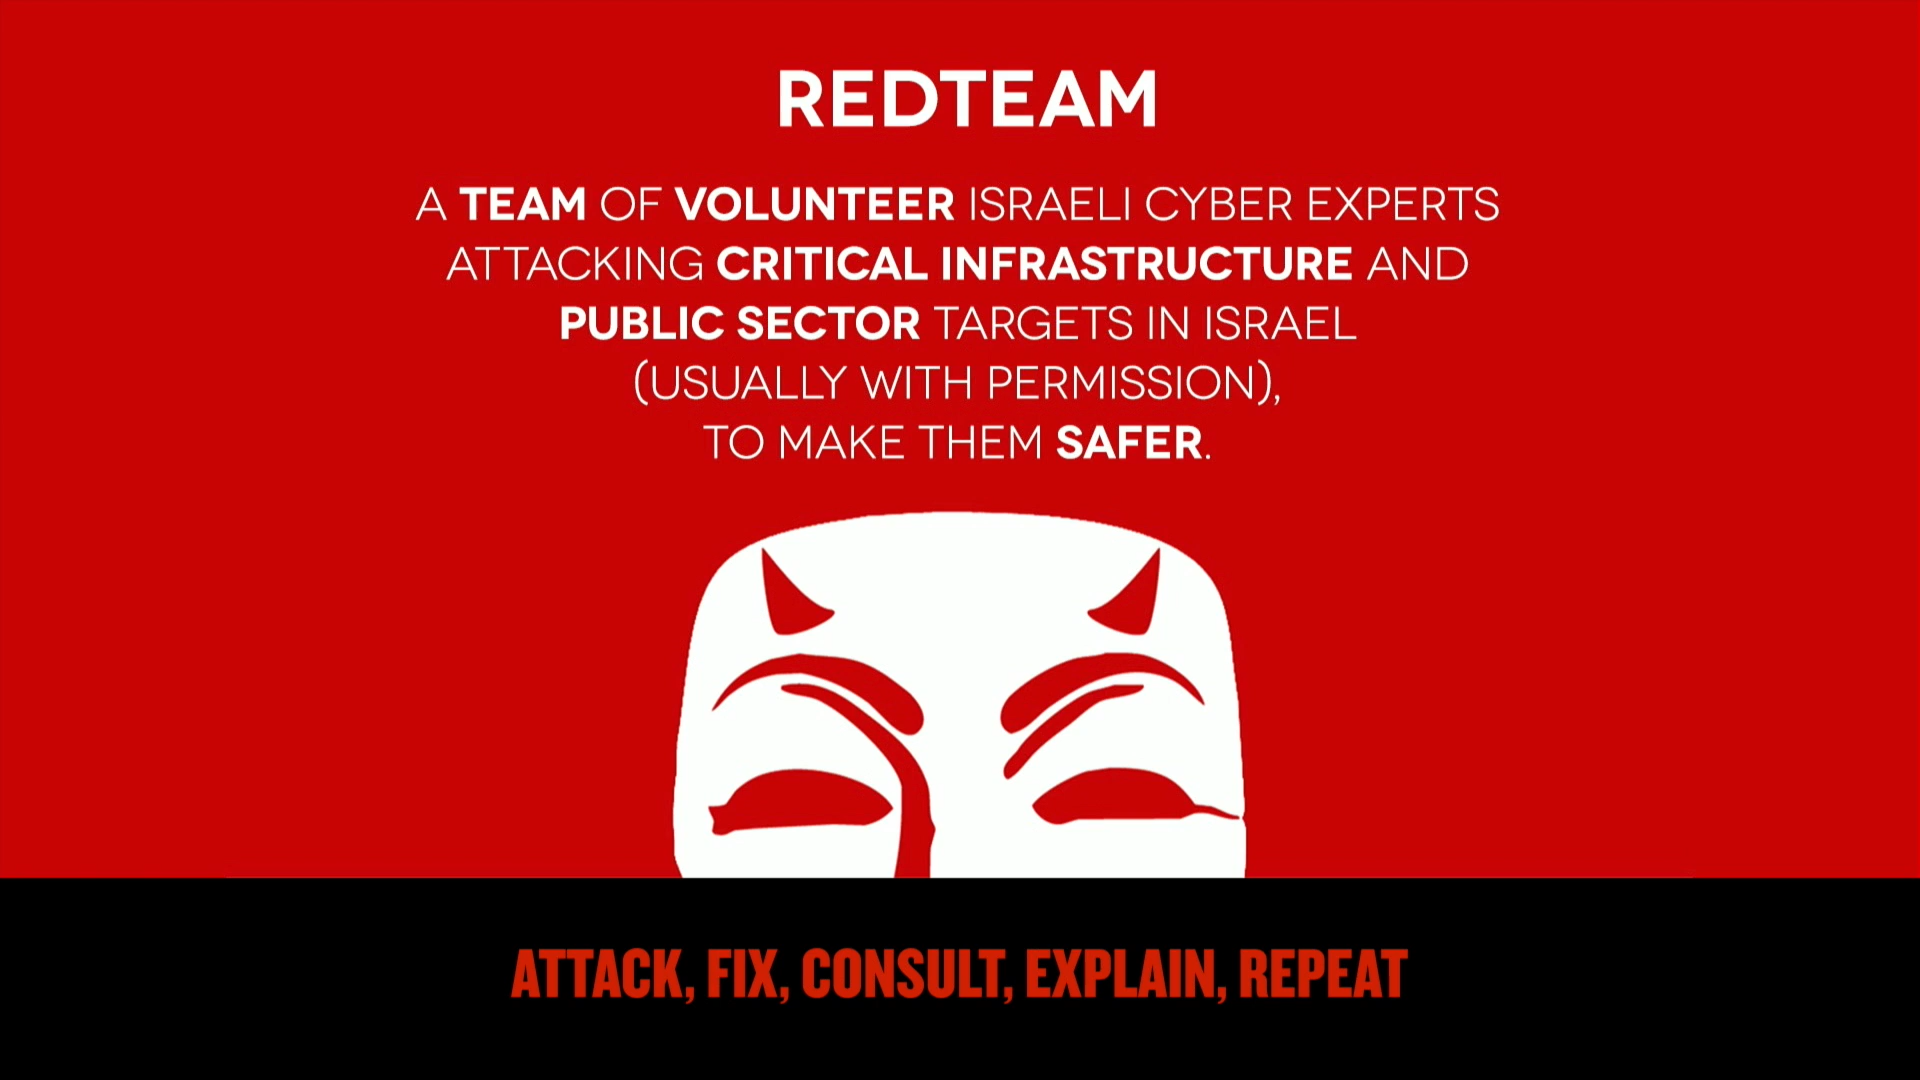 REDTEAM
A TEAM OF VOLUNTEER ISRAELI CYBER EXPERTS
ATTACKING CRITICAL INFRASTRUCTURE AND
PUBLIC SECTOR TARGETS IN ISRAEL
(USUALLY WITH PERMISSION),
TO MAKE THEM SAFER.
ATTACK, FIX, CONSULT, EXPLAIN, REPEAT